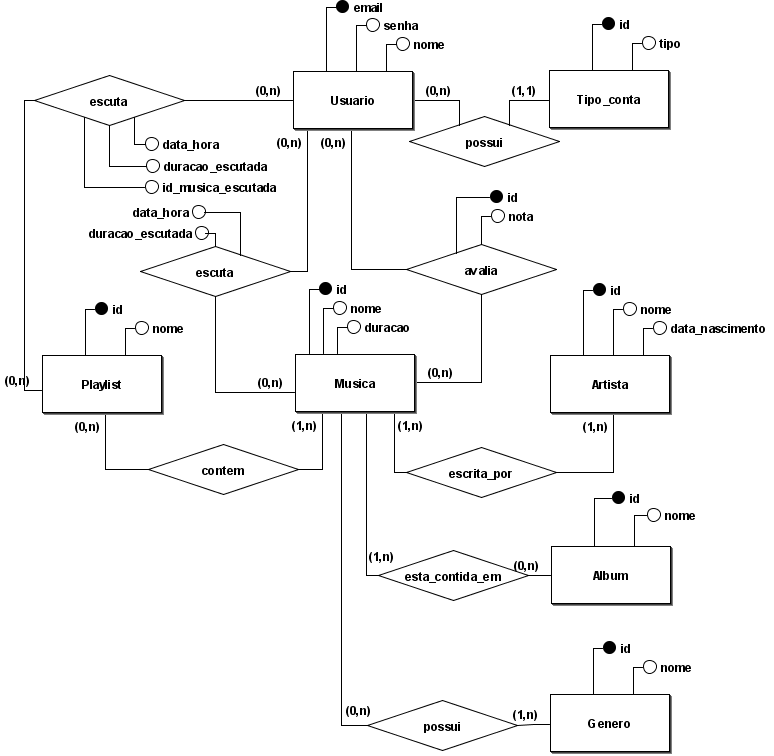 email
senha
nome
Usuario
id
tipo
Tipo_conta
(0,n)
(0,n)
(1,1)
possui
escuta
data_hora
duracao_escutada
id_musica_escutada
(0,n)
(0,n)
data_hora
duracao_escutada
escuta
id
nota
avalia
id
nome
Playlist
(0,n)
(0,n)
id
nome
duracao
Musica
(0,n)
(0,n)
id
nome
data_nascimento
Artista
(1,n)
(1,n)
(1,n)
contem
escrita_por
id
nome
Album
(1,n)
(0,n)
esta_contida_em
id
nome
Genero
(0,n)
(1,n)
possui